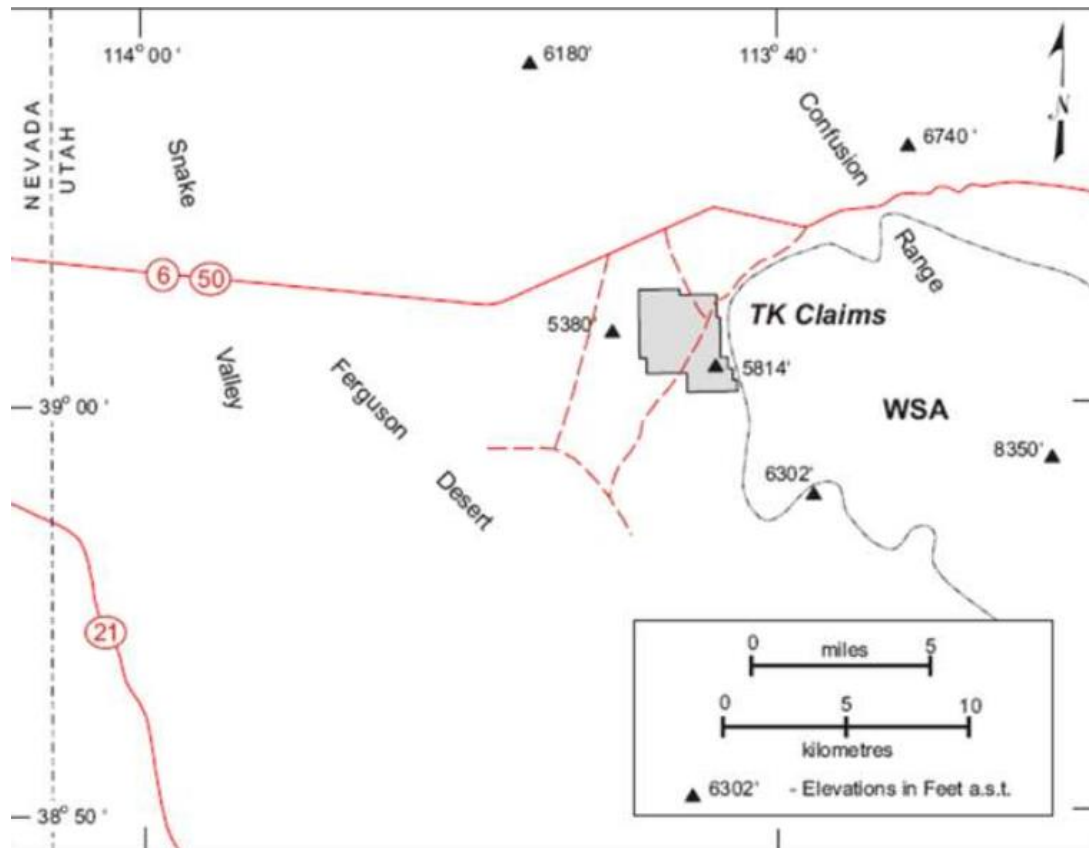 114° 00'
6180'
113° 40'
N
Confusion
6740'
NEVADA
UTAH
Snake
Range
6
50
5380'
TK Claims
5814'
Valley
Ferguson
Desert
39° 00'
WSA
8350'
6302'
21
0 5
miles
0 5 10
kilometres
6302' - Elevations in Feet a.s.t.
38° 50'